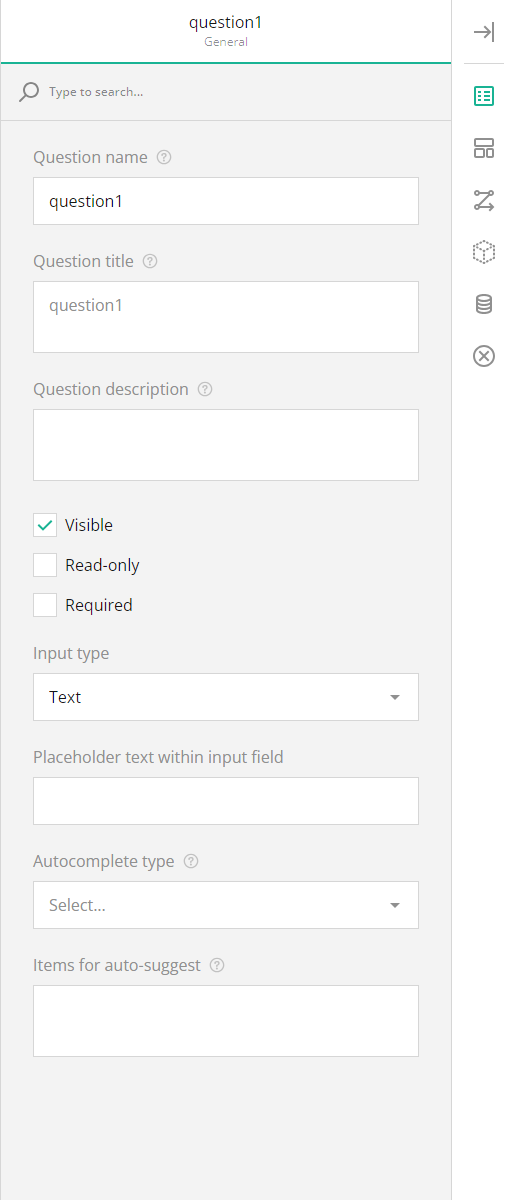 question1
General
Type to search...
Question name
question1
Question title
question1
Question description
Visible
Read-only
Required
Input type
Text
Placeholder text within input field
Autocomplete type
Select...
Items for auto-suggest